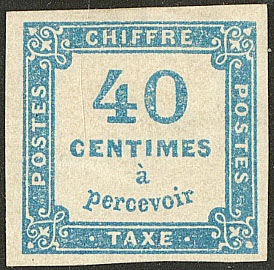 CHIFFRE
POSTES
40
CENTIMES
à
percevoir
POSTES
· TAXE ·